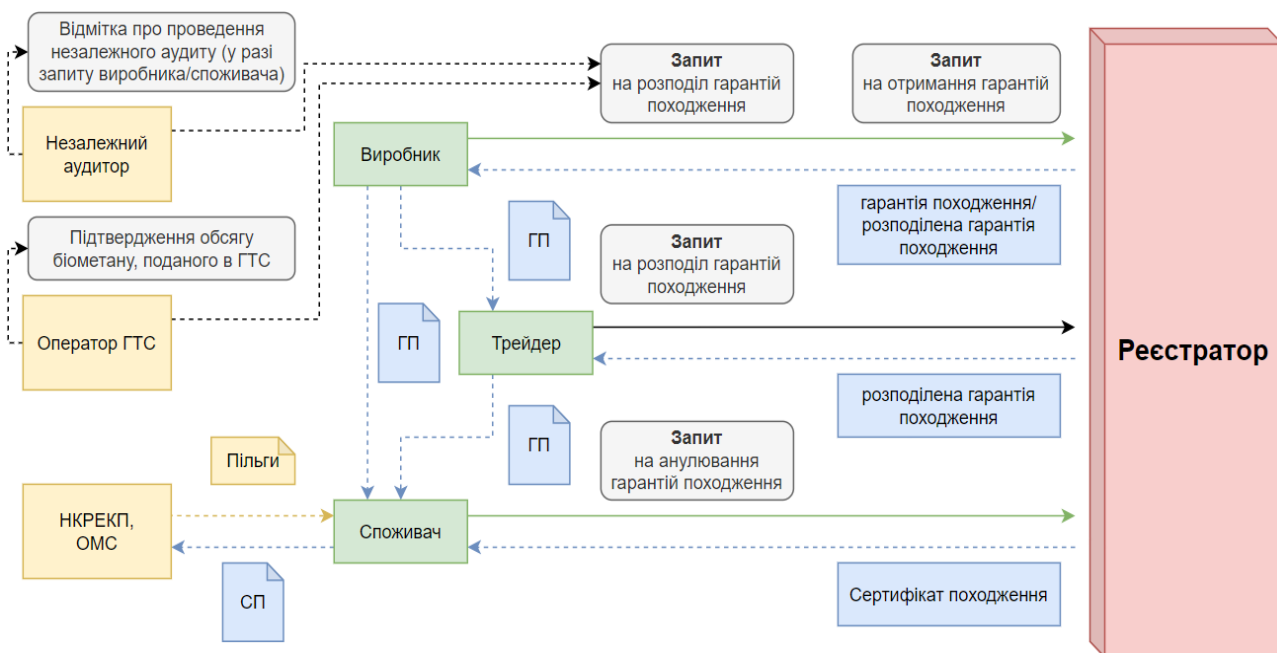 Відмітка про проведення
незалежного аудиту (у разі
запиту виробника/споживача)
Запит
на розподіл гарантій
походження
Запит
на отримання гарантій
походження
Незалежний
аудитор
Виробник
гарантія походження/
розподілена гарантія
походження
ГП
Підтвердження обсягу
біометану, поданого в ГТС
Запит
на розподіл гарантій
походження
Оператор ГТС
ГП
Трейдер
Реєстратор
розподілена гарантія
походження
ГП
Запит
на анулювання
гарантій походження
Пільги
НКРЕКП,
ОМС
Споживач
СП
Сертифікат походження